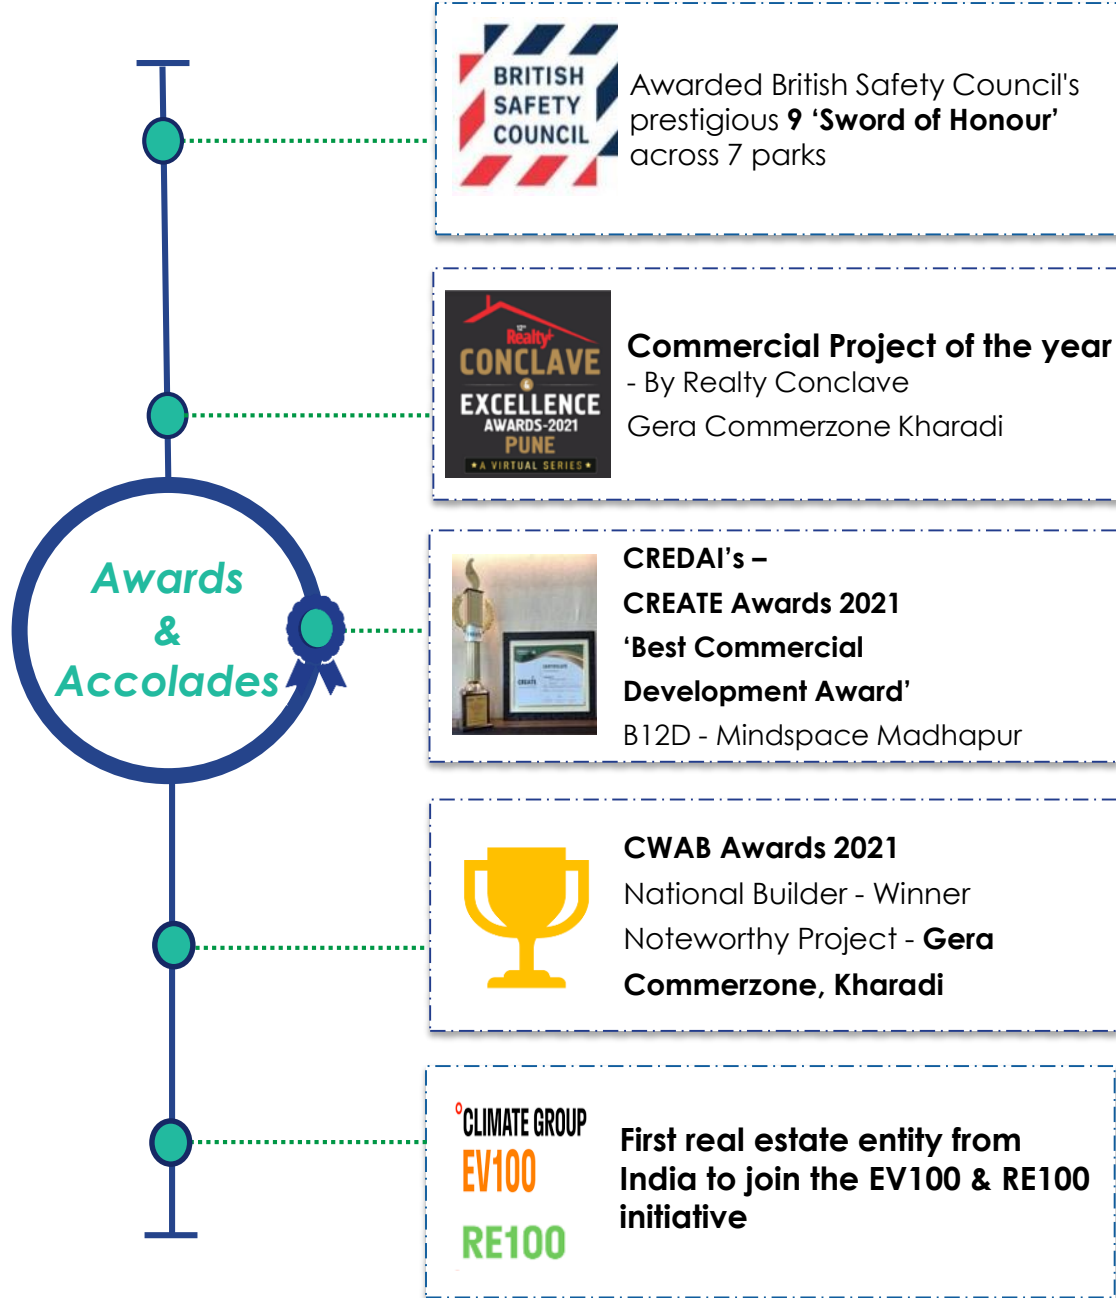 BRITISH
SAFETY
COUNCIL
Awarded British Safety Council's
prestigious 9 ‘Sword of Honour’
across 7 parks
12th
Realty+
CONCLAVE
&
EXCELLENCE
AWARDS-2021
PUNE
★A VIRTUAL SERIES★
Commercial Project of the year
- By Realty Conclave
Gera Commerzone Kharadi
Awards
&
Accolades
CREATE
CERTIFICATE
CREDAI’s –
CREATE Awards 2021
‘Best Commercial
Development Award’
B12D - Mindspace Madhapur
CWAB Awards 2021
National Builder - Winner
Noteworthy Project - Gera
Commerzone, Kharadi
°CLIMATE GROUP
EV100
RE100
First real estate entity from
India to join the EV100 & RE100
initiative